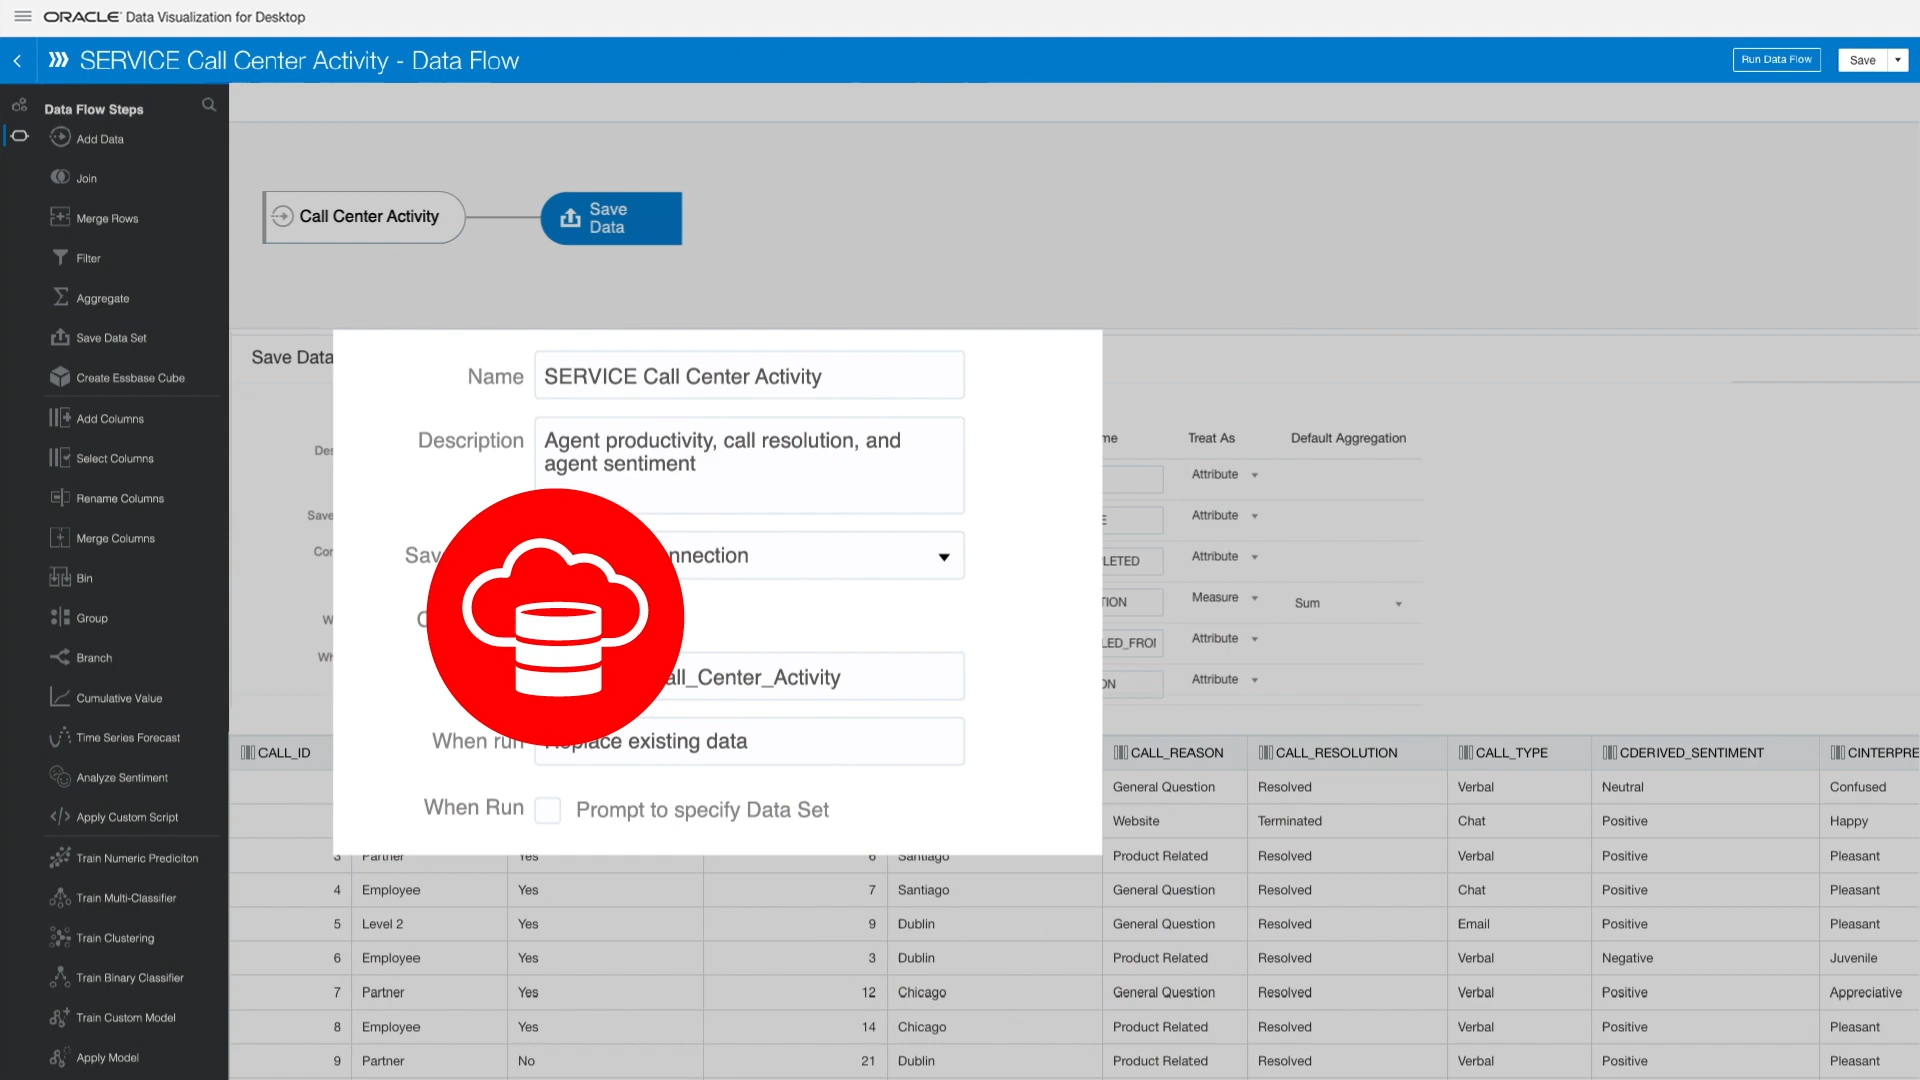 ORACLE Data Visualization for Desktop
SERVICE Call Center Activity - Data Flow
Run Data Flow
Save
Data Flow Steps
Add Data
Join
Merge Rows
Filter
Aggregate
Save Data Set
Create Essbase Cube
Add Columns
Select Columns
Rename Columns
Merge Columns
Bin
Group
Branch
Cumulative Value
Time Series Forecast
Analyze Sentiment
Apply Custom Script
Train Numeric Prediciton
Train Multi-Classifier
Train Clustering
Train Binary Classifier
Train Custom Model
Apply Model
Call Center Activity
Save
Data
Save Data
Name SERVICE Call Center Activity
Description Agent productivity, call resolution, and
agent sentiment
all_Center_Activity
When run Replace existing data
When Run Prompt to specify Data Set
Treat As Default Aggregation
Attribute
Attribute
LETED Attribute
Measure Sum
Attribute
Attribute
CALL_ID CALL_REASON CALL_RESOLUTION CALL_TYPE CDERIVED_SENTIMENT CINTERPRE
General Question Resolved Verbal Neutral Confused
Website Terminated Chat Positive Happy
3 Partner Yes 6 Santiago Product Related Resolved Verbal Positive Pleasant
4 Employee Yes 7 Santiago General Question Resolved Chat Positive Pleasant
5 Level 2 Yes 9 Dublin General Question Resolved Email Positive Pleasant
6 Employee Yes 3 Dublin Product Related Resolved Verbal Negative Juvenile
7 Partner Yes 12 Chicago General Question Resolved Verbal Positive Appreciative
8 Employee Yes 14 Chicago Product Related Resolved Verbal Positive Pleasant
9 Partner No 21 Dublin Product Related Resolved Verbal Positive Pleasant